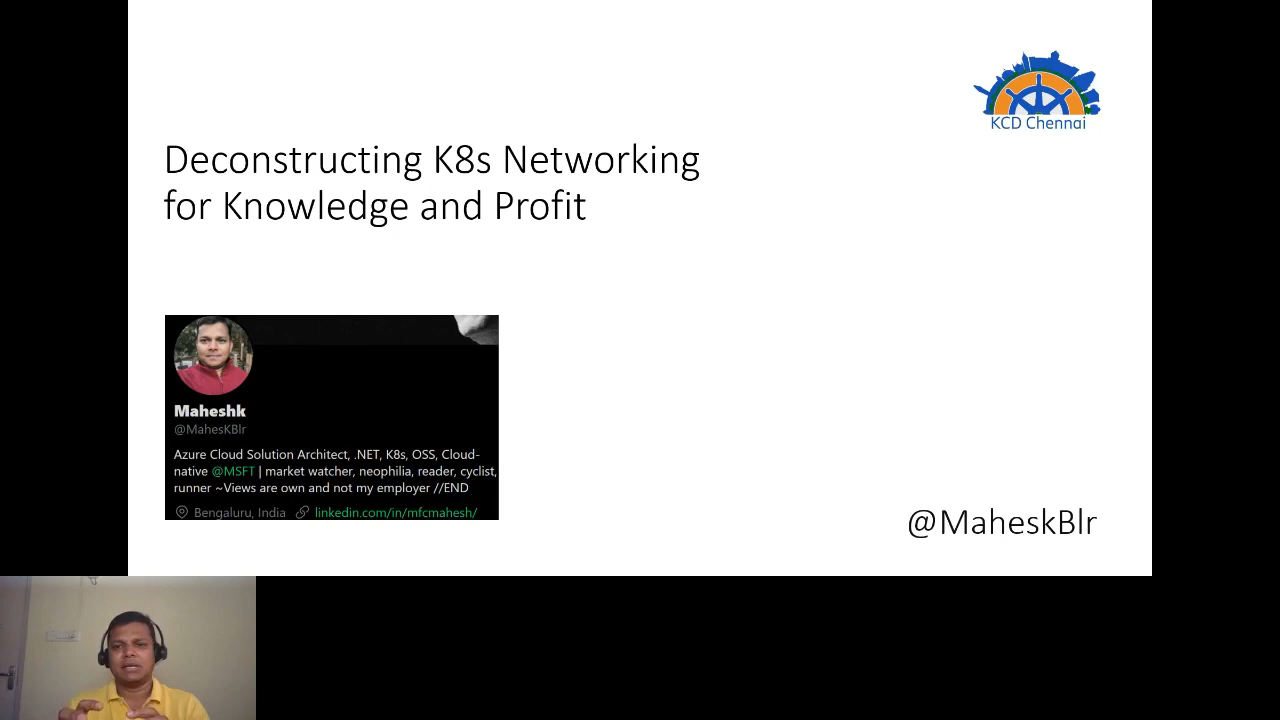 KCD Chennai
Deconstructing K8s Networking
for Knowledge and Profit
Maheshk
@MahesKBlr
Azure Cloud Solution Architect, .NET, K8s, OSS, Cloud-
native @MSFT | market watcher, neophilia, reader, cyclist,
runner ~Views are own and not my employer //END
Bengaluru, India linkedin.com/in/mfcmahesh/
@MaheskBlr